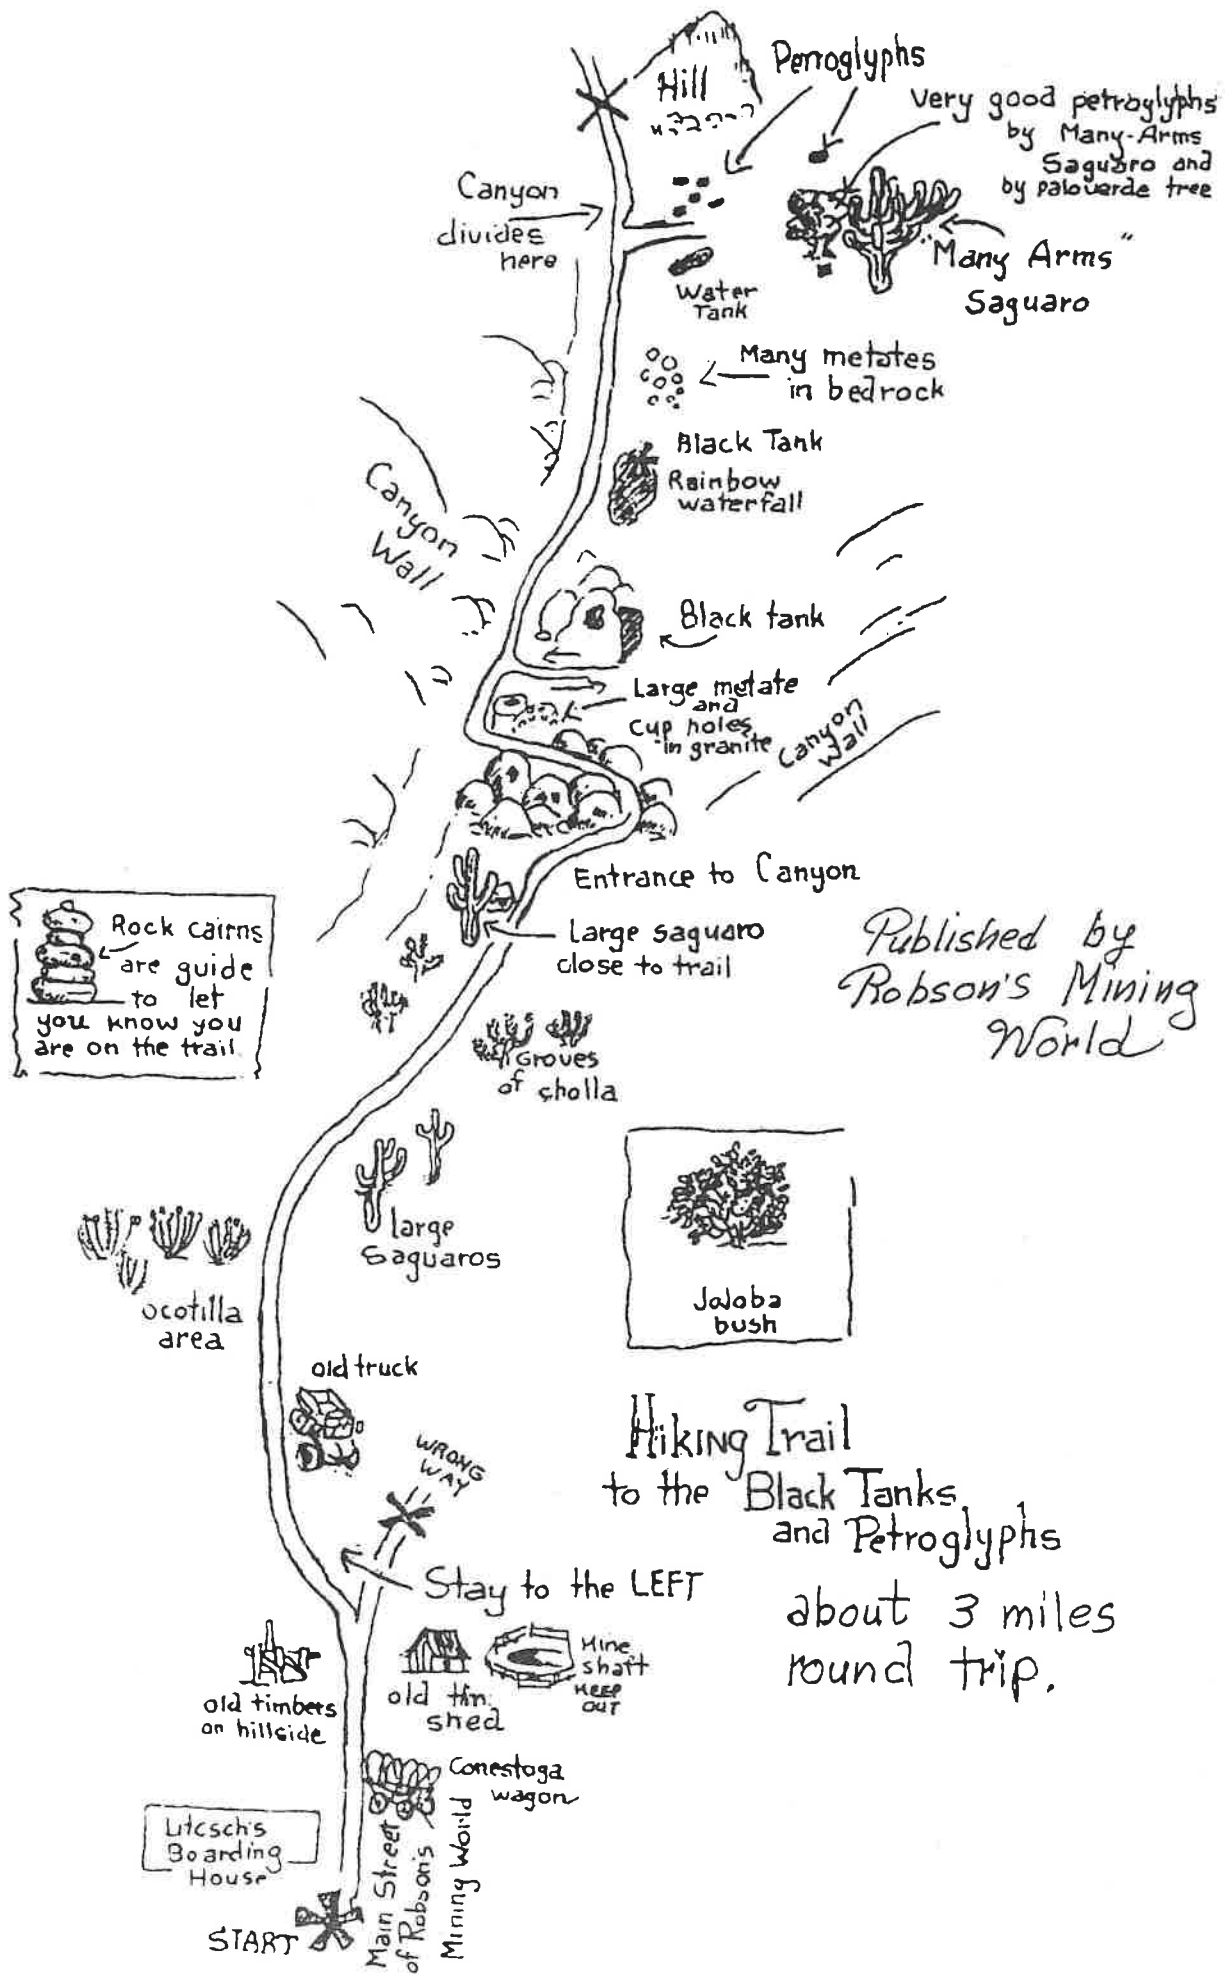 Hill
Perroglyphs
Very good petroglyphs
by Many-Arms
Saguaro and
by paloverde tree
Canyon
divides
here
"Many Arms"
Saguaro
Water
Tank
Many metates
in bedrock
Black Tank
Rainbow
waterfall
Canyon
Wall
Black tank
Large metate
and
Cup holes
in granite
Canyon
Wall
Entrance to Canyon
Large saguaro
close to trail
Rock cairns
are guide
to let
you know you
are on the trail
Published by
Robson's Mining
World
Groves
of cholla
large
Saguaros
ocotilla
area
Jojoba
bush
old truck
WRONG
WAY
Hiking Trail
to the Black Tanks
and Petroglyphs
about 3 miles
round trip.
Stay to the LEFT
old timbers
on hillside
old tin
shed
Mine
shaft
KEEP
OUT
Conestoga
wagon
Litcsch's
Boarding
House
Main Street
of Robson's
Mining World
START